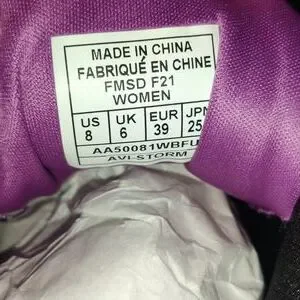 MADE IN CHINA
FABRIQUÉ EN CHINE
FMSD F21
WOMEN
US UK EUR JPN
8 6 39 25
AA50081WBFU
AVI-STORM